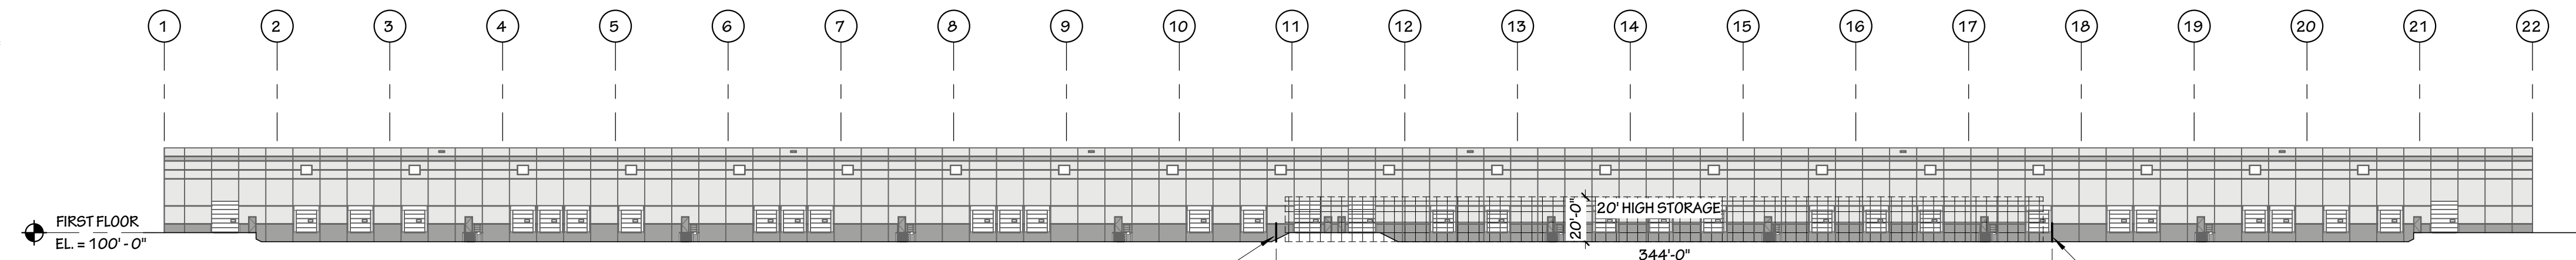 1 2 3 4 5 6 7 8 9 10 11 12 13 14 15 16 17 18 19 20 21 22
20'-0"
20' HIGH STORAGE
FIRST FLOOR
EL. = 100'-0"
344'-0"